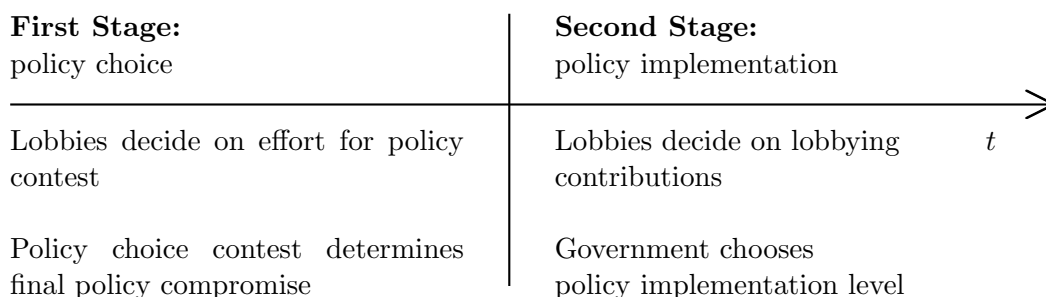 First Stage:
policy choice
Lobbies decide on effort for policy
contest
Policy choice contest determines
final policy compromise
Second Stage:
policy implementation
Lobbies decide on lobbying
contributions
Government chooses
policy implementation level
t